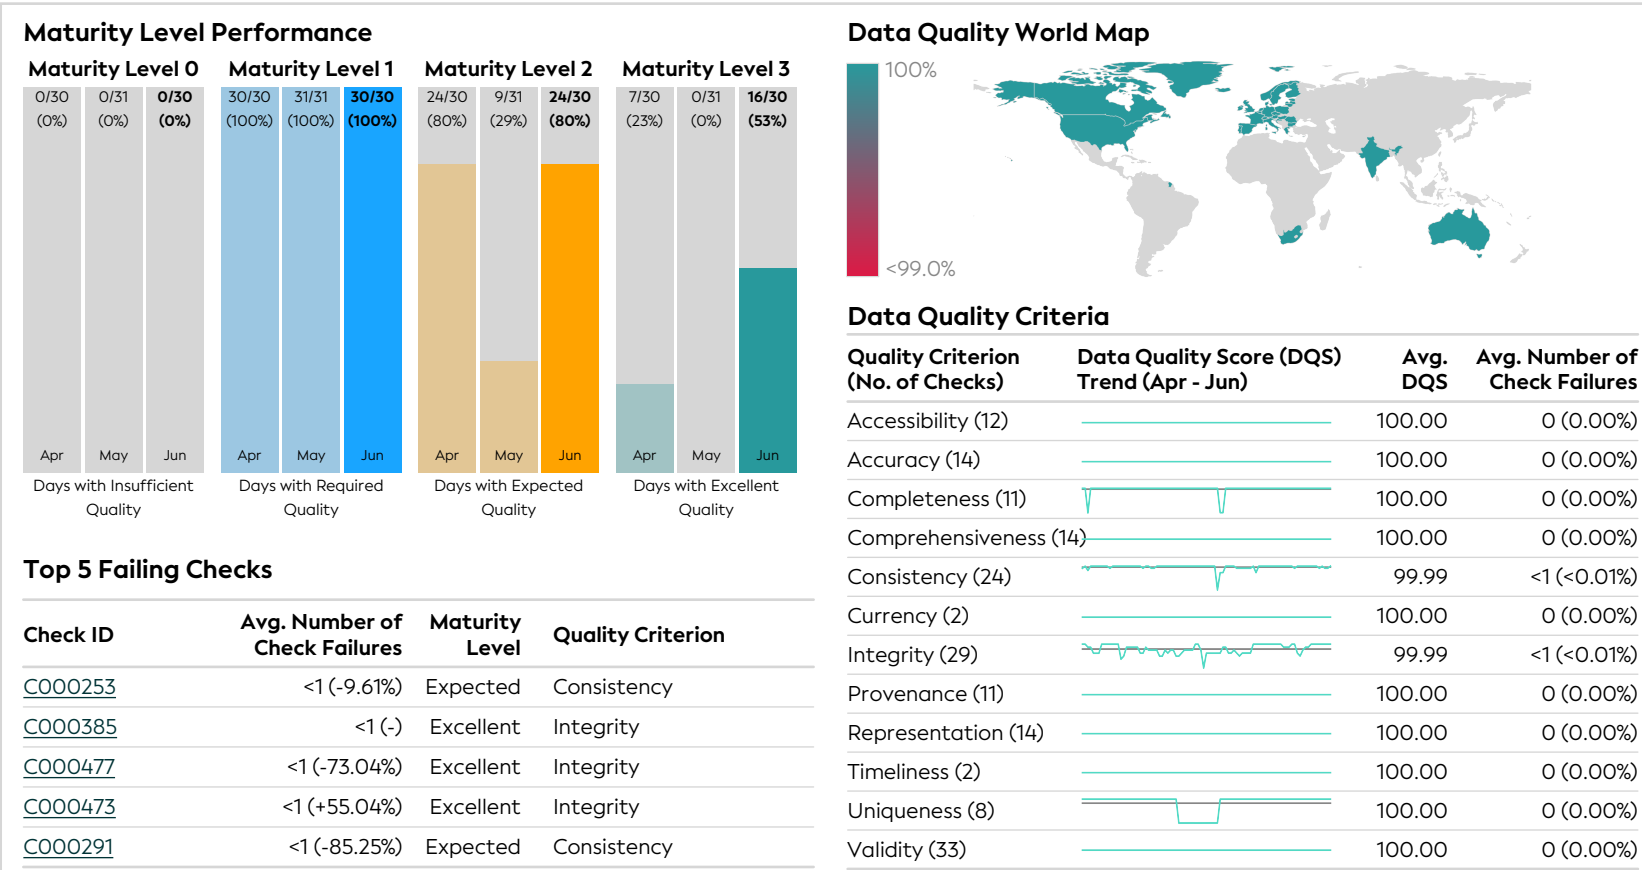 Maturity Level Performance
Maturity Level 0 Maturity Level 1 Maturity Level 2 Maturity Level 3
0/30 0/31 0/30 30/30 31/31 30/30 24/30 9/31 24/30 7/30 0/31 16/30
(0%) (0%) (0%) (100%) (100%) (100%) (80%) (29%) (80%) (23%) (0%) (53%)
Apr May Jun Apr May Jun Apr May Jun Apr May Jun
Days with Insufficient Days with Required Days with Expected Days with Excellent
Quality Quality Quality Quality
Top 5 Failing Checks
Avg. Number of Maturity
Check ID Quality Criterion
Check Failures Level
C000253 <1 (-9.61%) Expected Consistency
C000385 <1 (-) Excellent Integrity
C000477 <1 (-73.04%) Excellent Integrity
C000473 <1 (+55.04%) Excellent Integrity
C000291 <1 (-85.25%) Expected Consistency
Data Quality World Map
100%
<99.0%
Data Quality Criteria
Quality Criterion Data Quality Score (DQS) Avg. Avg. Number of
(No. of Checks) Trend (Apr - Jun) DQS Check Failures
Accessibility (12) 100.00 0 (0.00%)
Accuracy (14) 100.00 0 (0.00%)
Completeness (11) 100.00 0 (0.00%)
Comprehensiveness (14) 100.00 0 (0.00%)
Consistency (24) 99.99 <1 (<0.01%)
Currency (2) 100.00 0 (0.00%)
Integrity (29) 99.99 <1 (<0.01%)
Provenance (11) 100.00 0 (0.00%)
Representation (14) 100.00 0 (0.00%)
Timeliness (2) 100.00 0 (0.00%)
Uniqueness (8) 100.00 0 (0.00%)
Validity (33) 100.00 0 (0.00%)